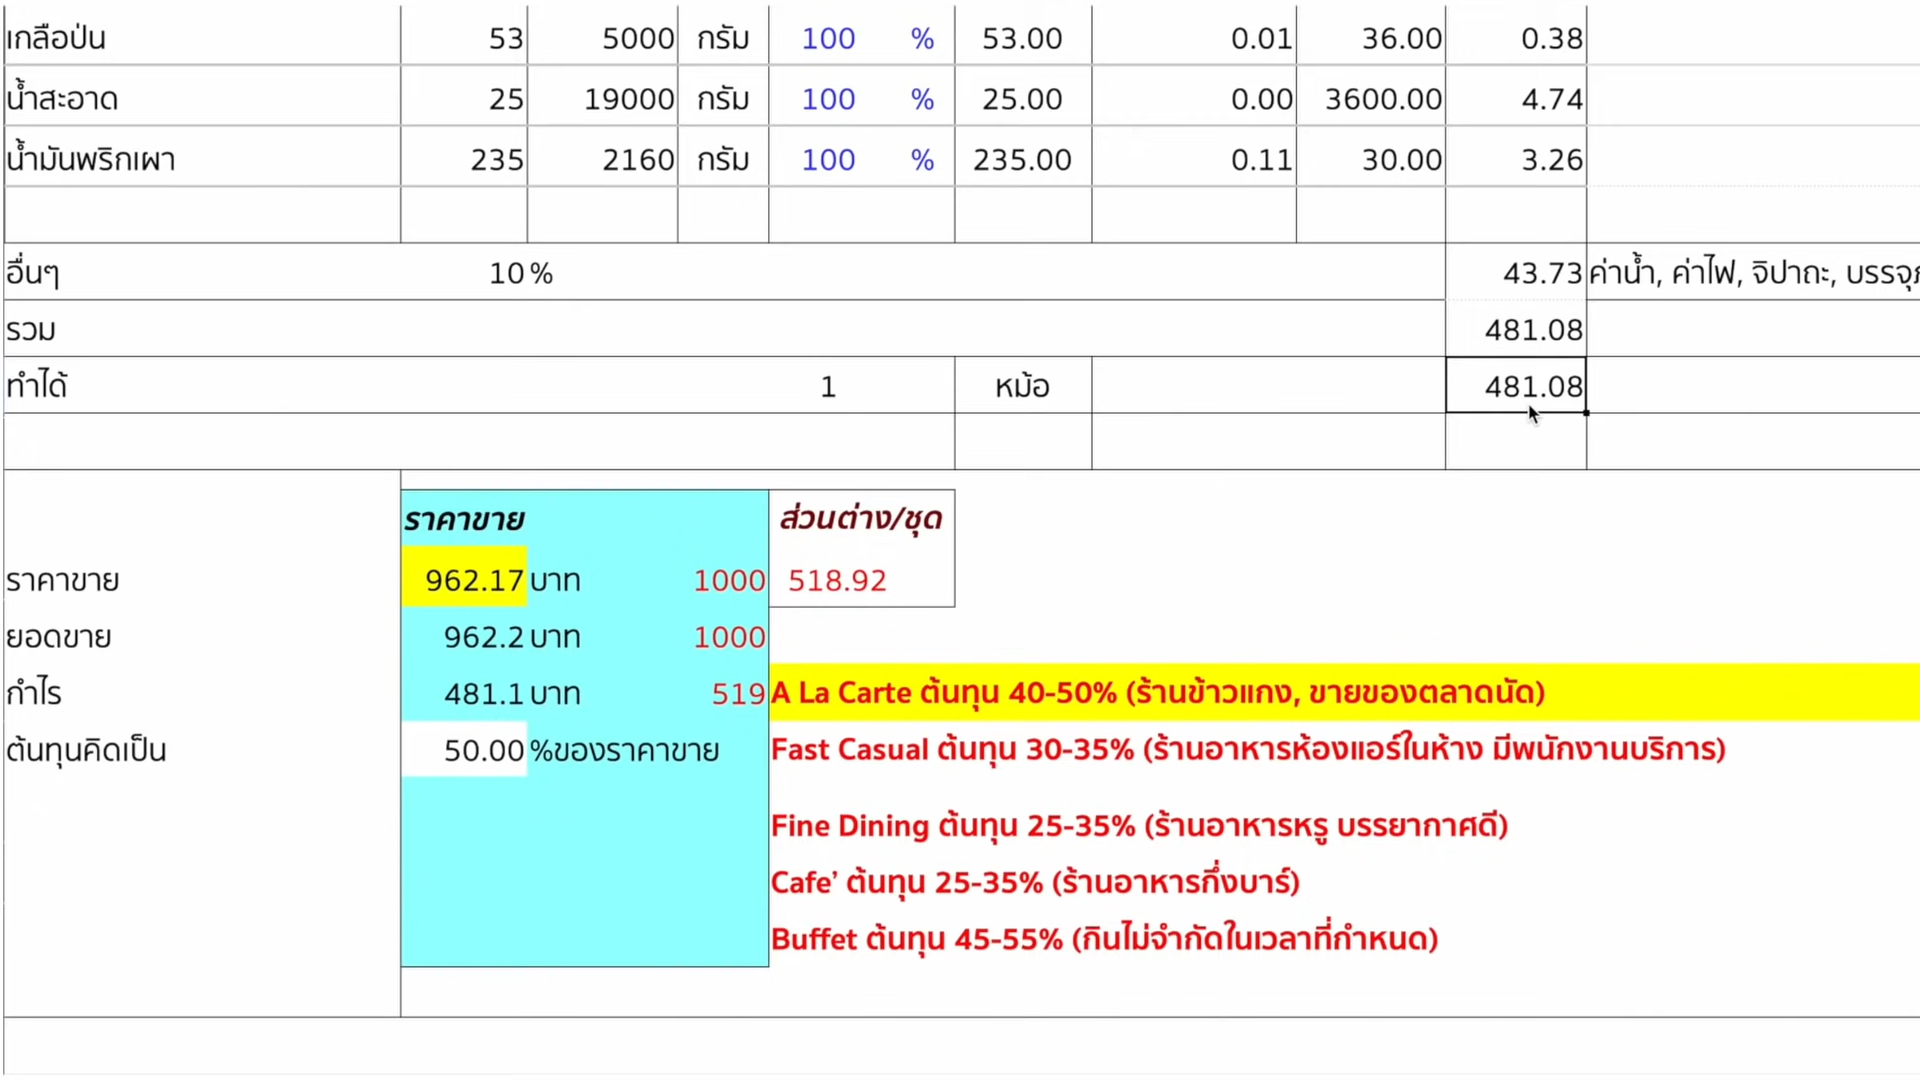 เกลือป่น 53 5000 กรัม 100 % 53.00 0.01 36.00 0.38
น้ำสะอาด 25 19000 กรัม 100 % 25.00 0.00 3600.00 4.74
น้ำมันพริกเผา 235 2160 กรัม 100 % 235.00 0.11 30.00 3.26
อื่นๆ 10 % 43.73 ค่าน้ำ, ค่าไฟ, จิปาถะ,
รวม 481.08
ทำได้ 1 หม้อ 481.08
ราคาขาย ส่วนต่าง/ชุด
ราคาขาย 962.17 บาท 1000 518.92
ยอดขาย 962.2 บาท 1000
กำไร 481.1 บาท 519 A La Carte ต้นทุน 40-50% (ร้านข้าวแกง, ขายของตลาดนัด)
ต้นทุนคิดเป็น 50.00 %ของราคาขาย Fast Casual ต้นทุน 30-35% (ร้านอาหารห้องแอร์ในห้าง มีพนักงานบริการ)
Fine Dining ต้นทุน 25-35% (ร้านอาหารหรู บรรยากาศดี)
Cafe’ ต้นทุน 25-35% (ร้านอาหารกึ่งบาร์)
Buffet ต้นทุน 45-55% (กินไม่จำกัดในเวลาที่กำหนด)